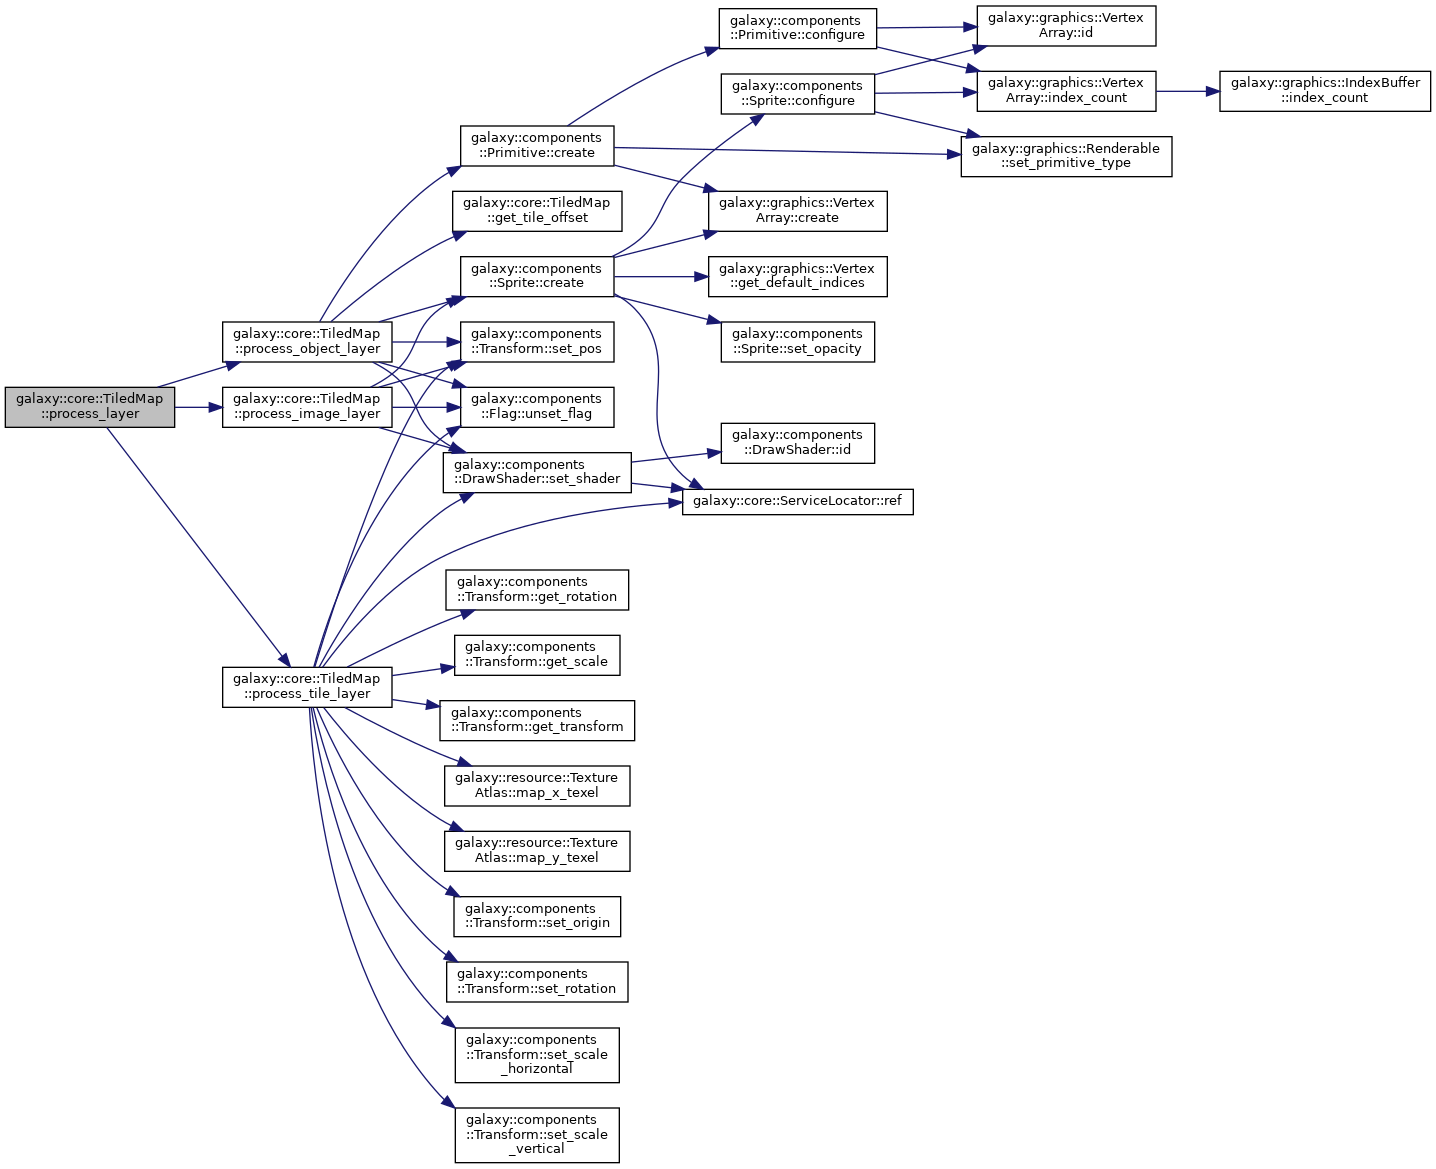 galaxy::core::TiledMap
::process_layer
galaxy::core::TiledMap
::process_object_layer
galaxy::core::TiledMap
::process_image_layer
galaxy::core::TiledMap
::process_tile_layer
galaxy::components
::Primitive::create
galaxy::core::TiledMap
::get_tile_offset
galaxy::components
::Sprite::create
galaxy::components
::Transform::set_pos
galaxy::components
::Flag::unset_flag
galaxy::components
::DrawShader::set_shader
galaxy::components
::Transform::get_rotation
galaxy::components
::Transform::get_scale
galaxy::components
::Transform::get_transform
galaxy::resource::Texture
Atlas::map_x_texel
galaxy::resource::Texture
Atlas::map_y_texel
galaxy::components
::Transform::set_origin
galaxy::components
::Transform::set_rotation
galaxy::components
::Transform::set_scale
_horizontal
galaxy::components
::Transform::set_scale
_vertical
galaxy::components
::Primitive::configure
galaxy::components
::Sprite::configure
galaxy::graphics::Vertex
Array::create
galaxy::graphics::Vertex
::get_default_indices
galaxy::components
::Sprite::set_opacity
galaxy::components
::DrawShader::id
galaxy::core::ServiceLocator::ref
galaxy::graphics::Vertex
Array::id
galaxy::graphics::Vertex
Array::index_count
galaxy::graphics::Renderable
::set_primitive_type
galaxy::graphics::IndexBuffer
::index_count